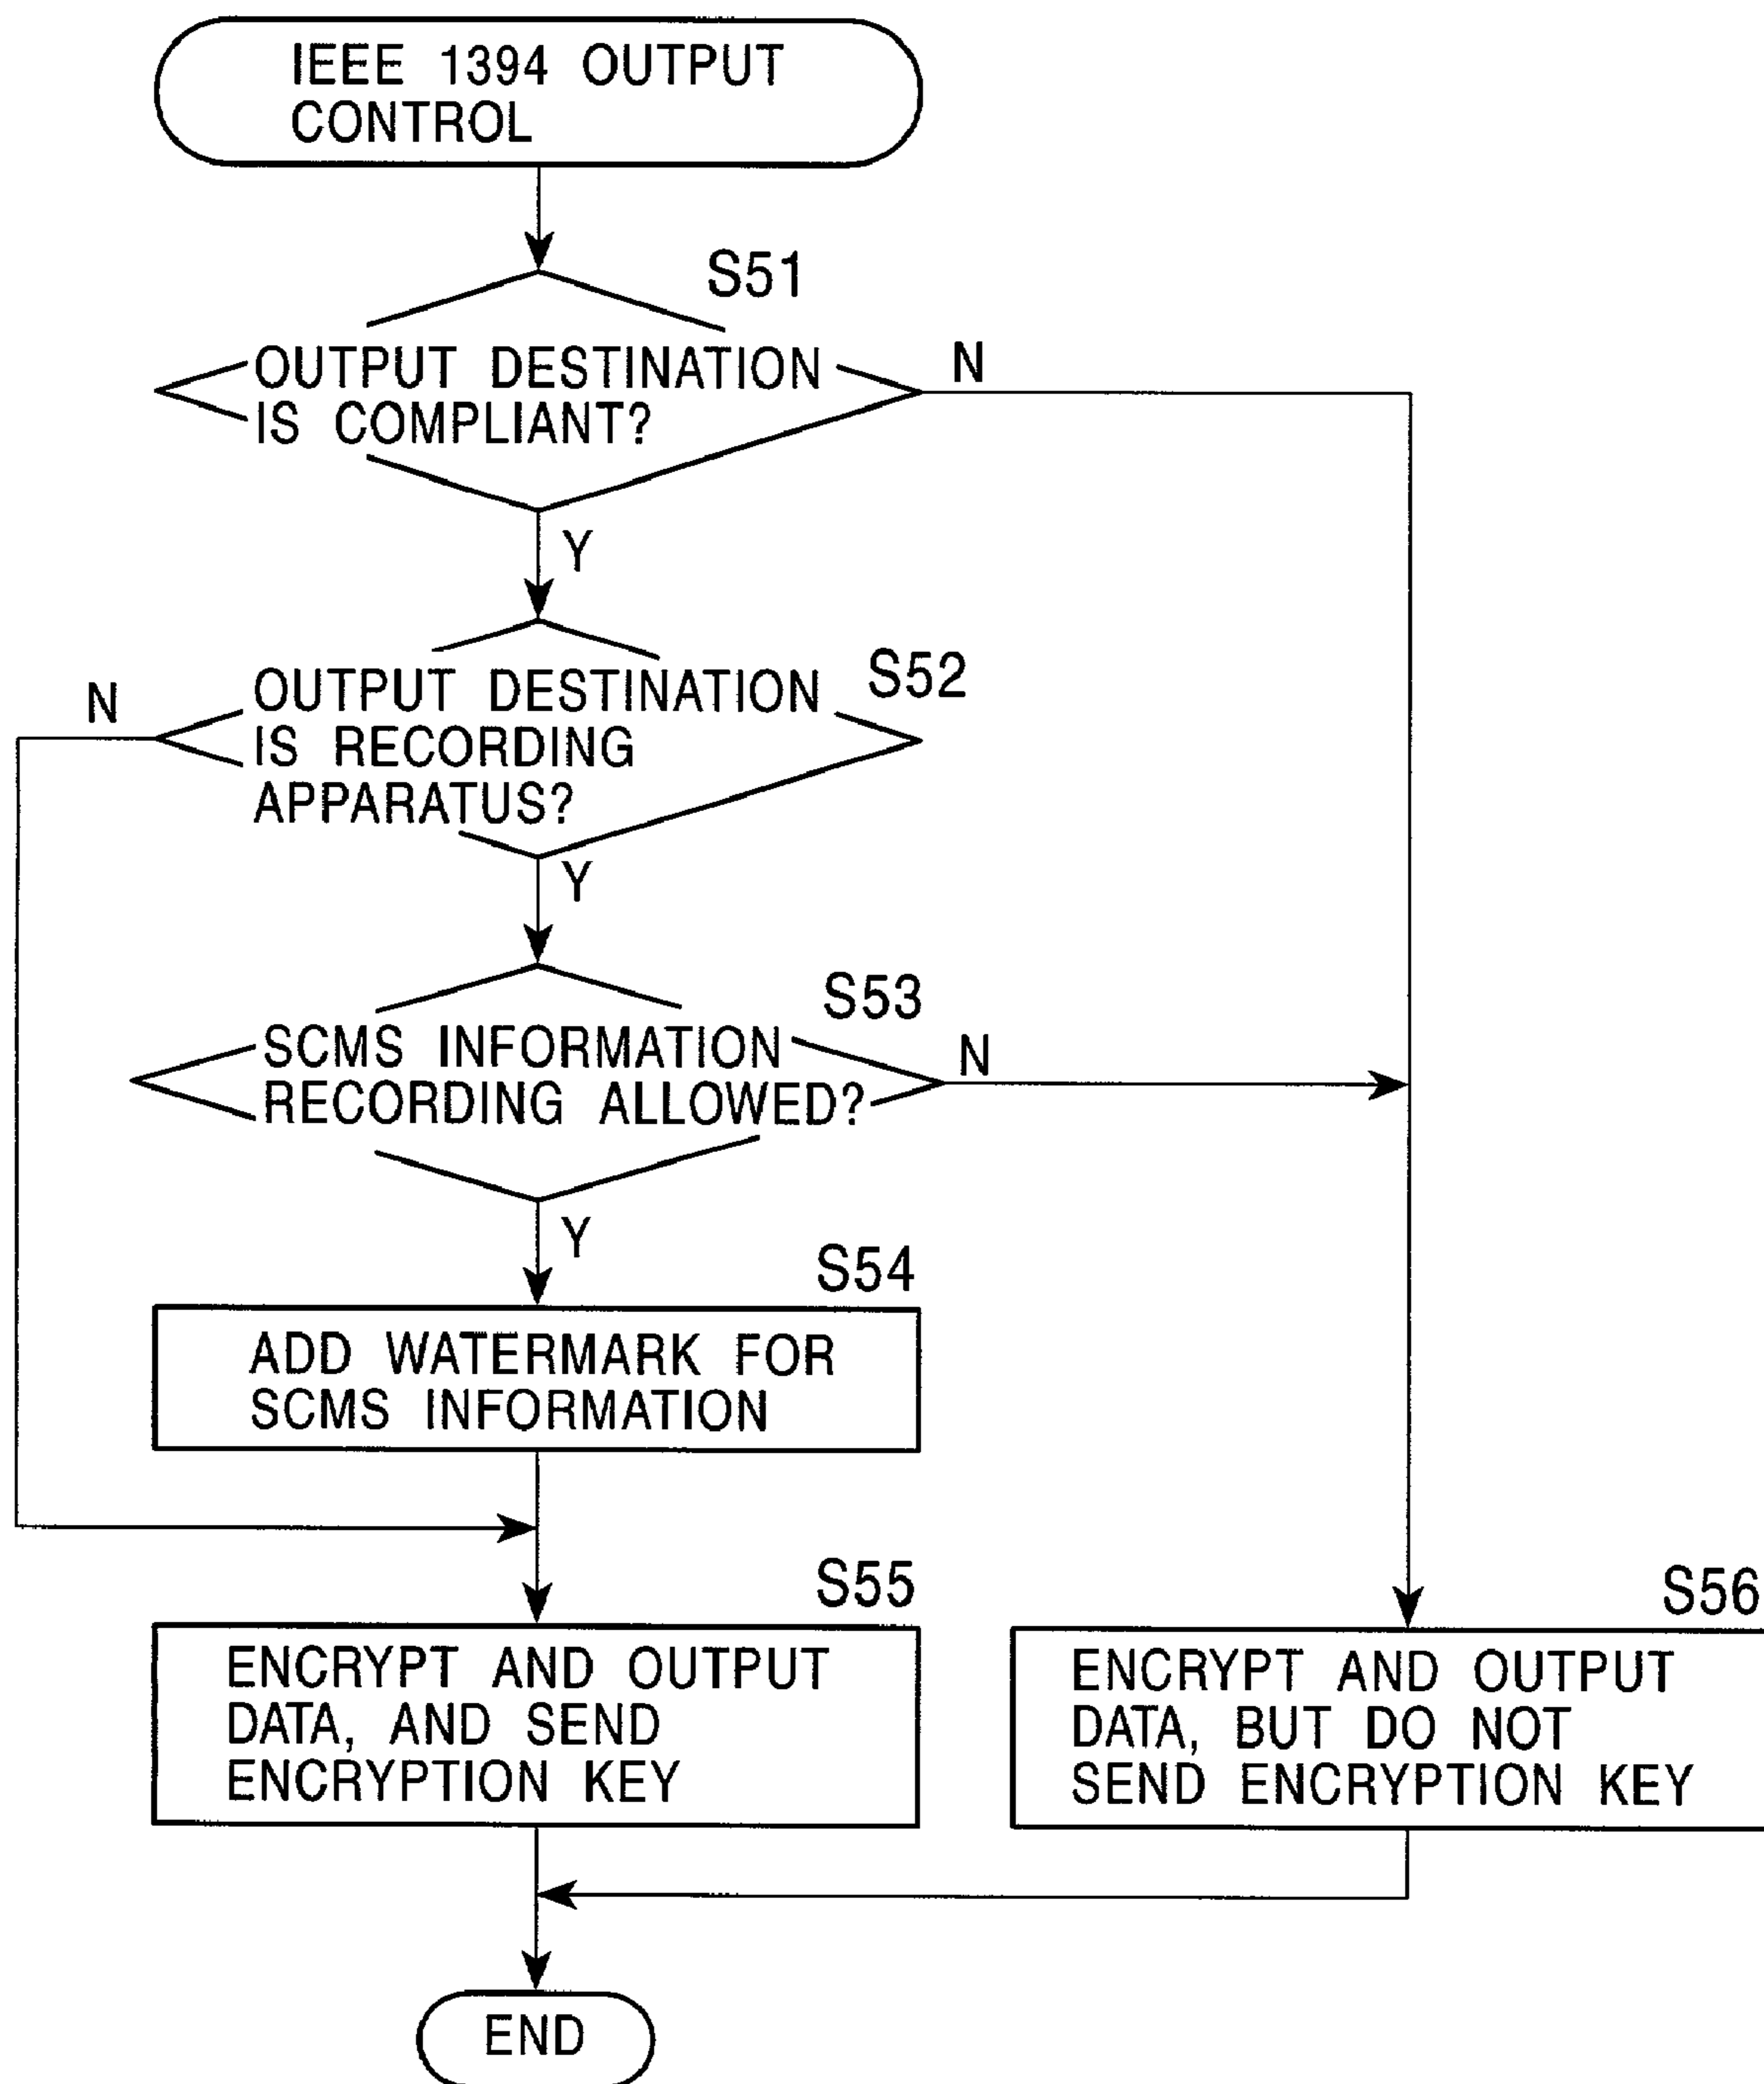 IEEE 1394 OUTPUT
CONTROL
S51
OUTPUT DESTINATION
IS COMPLIANT?
N
Y
S52
OUTPUT DESTINATION
IS RECORDING
APPARATUS?
N
Y
S53
SCMS INFORMATION
RECORDING ALLOWED?
N
Y
S54
ADD WATERMARK FOR
SCMS INFORMATION
S55
ENCRYPT AND OUTPUT
DATA, AND SEND
ENCRYPTION KEY
S56
ENCRYPT AND OUTPUT
DATA, BUT DO NOT
SEND ENCRYPTION KEY
END